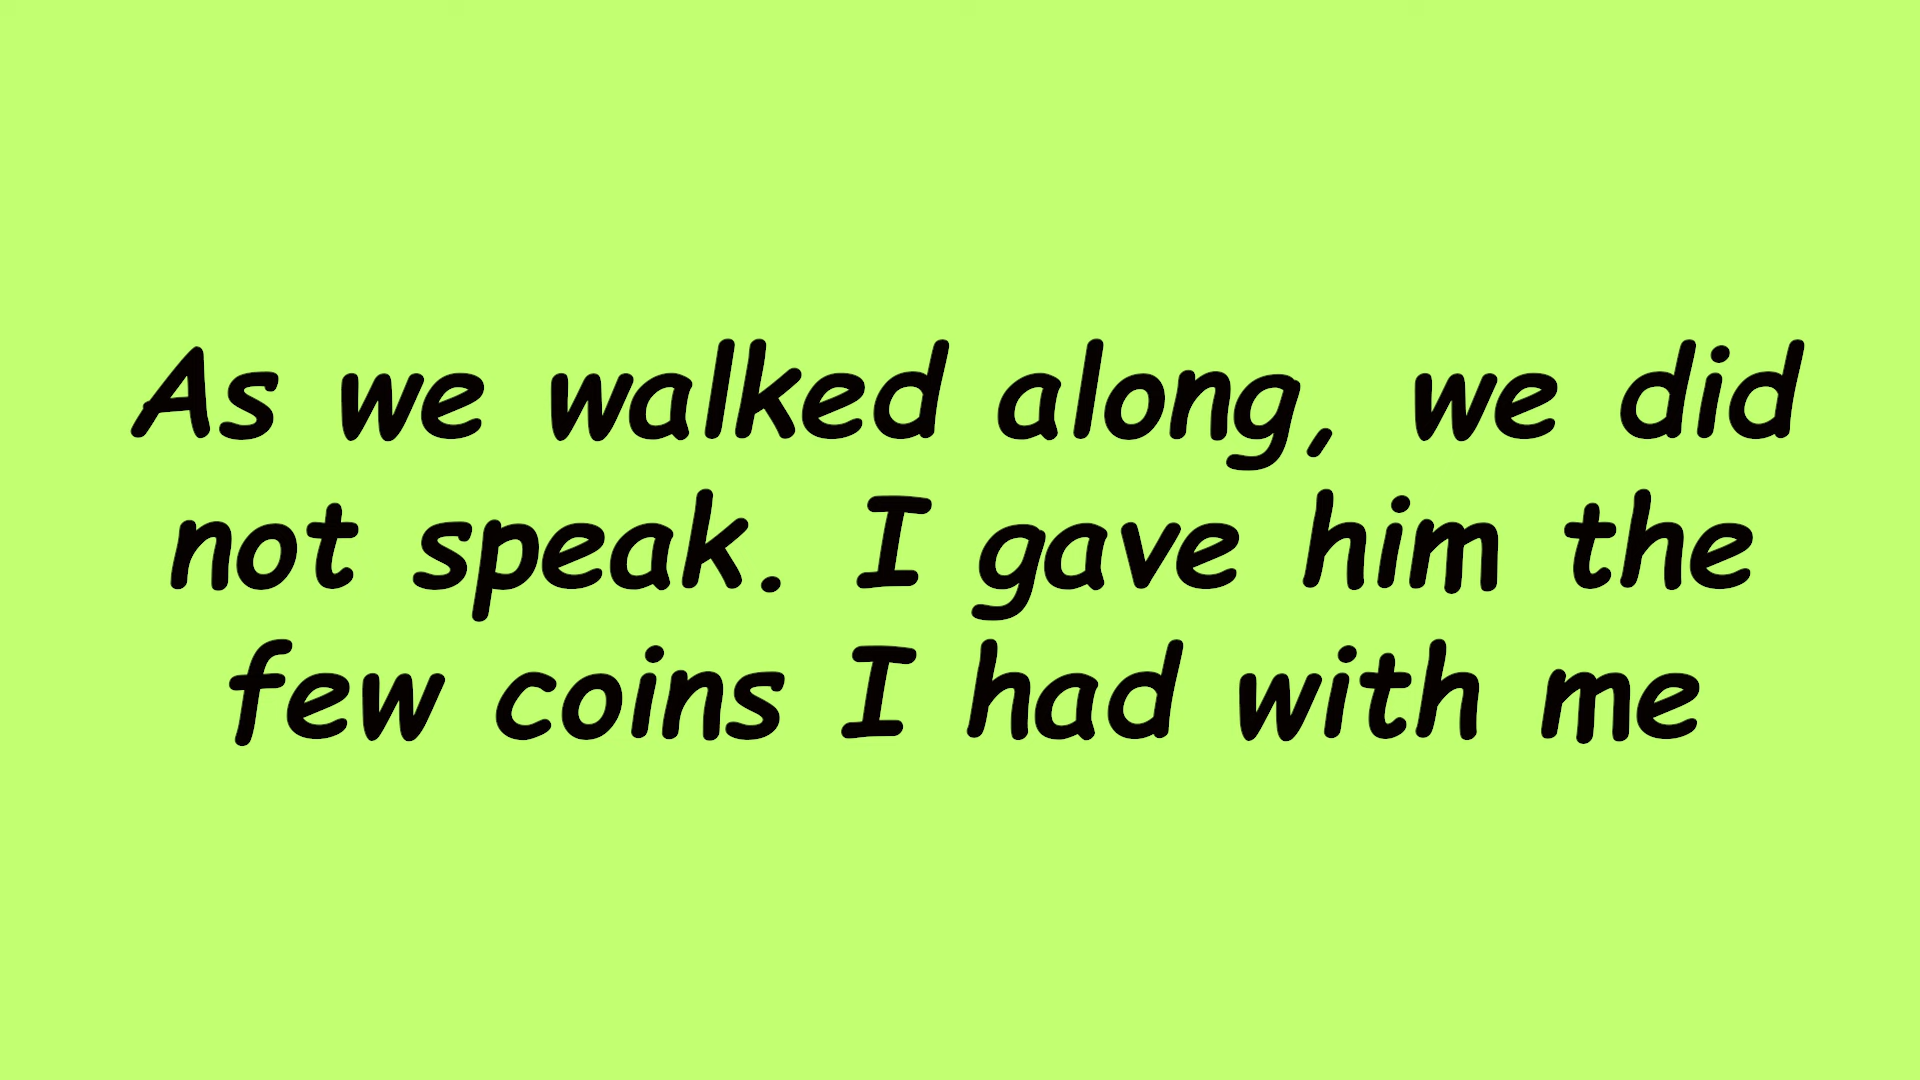 As we walked along, we did
not speak. I gave him the
few coins I had with me